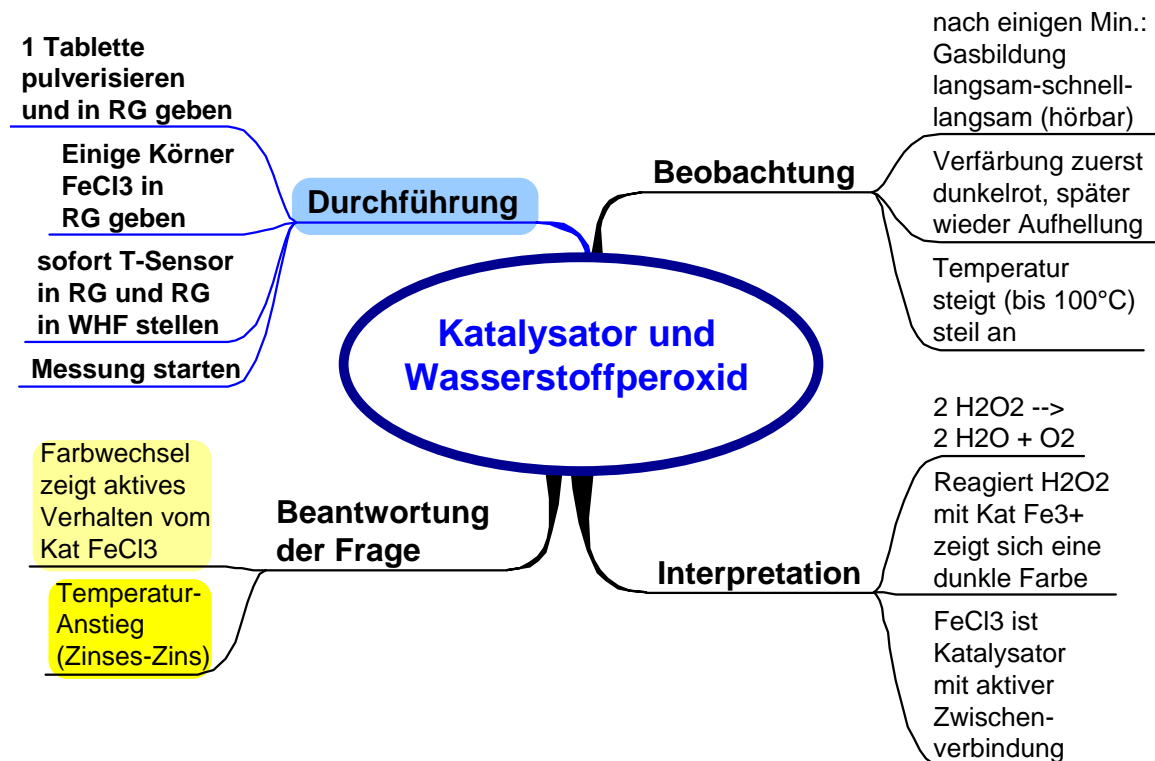 Katalysator und
Wasserstoffperoxid
Durchführung
1 Tablette
pulverisieren
und in RG geben
Einige Körner
FeCl3 in
RG geben
sofort T-Sensor
in RG und RG
in WHF stellen
Messung starten
Beobachtung
nach einigen Min.:
Gasbildung
langsam-schnell-
langsam (hörbar)
Verfärbung zuerst
dunkelrot, später
wieder Aufhellung
Temperatur
steigt (bis 100°C)
steil an
Beantwortung
der Frage
Farbwechsel
zeigt aktives
Verhalten vom
Kat FeCl3
Temperatur-
Anstieg
(Zinses-Zins)
Interpretation
2 H2O2 -->
2 H2O + O2
Reagiert H2O2
mit Kat Fe3+
zeigt sich eine
dunkle Farbe
FeCl3 ist
Katalysator
mit aktiver
Zwischen-
verbindung